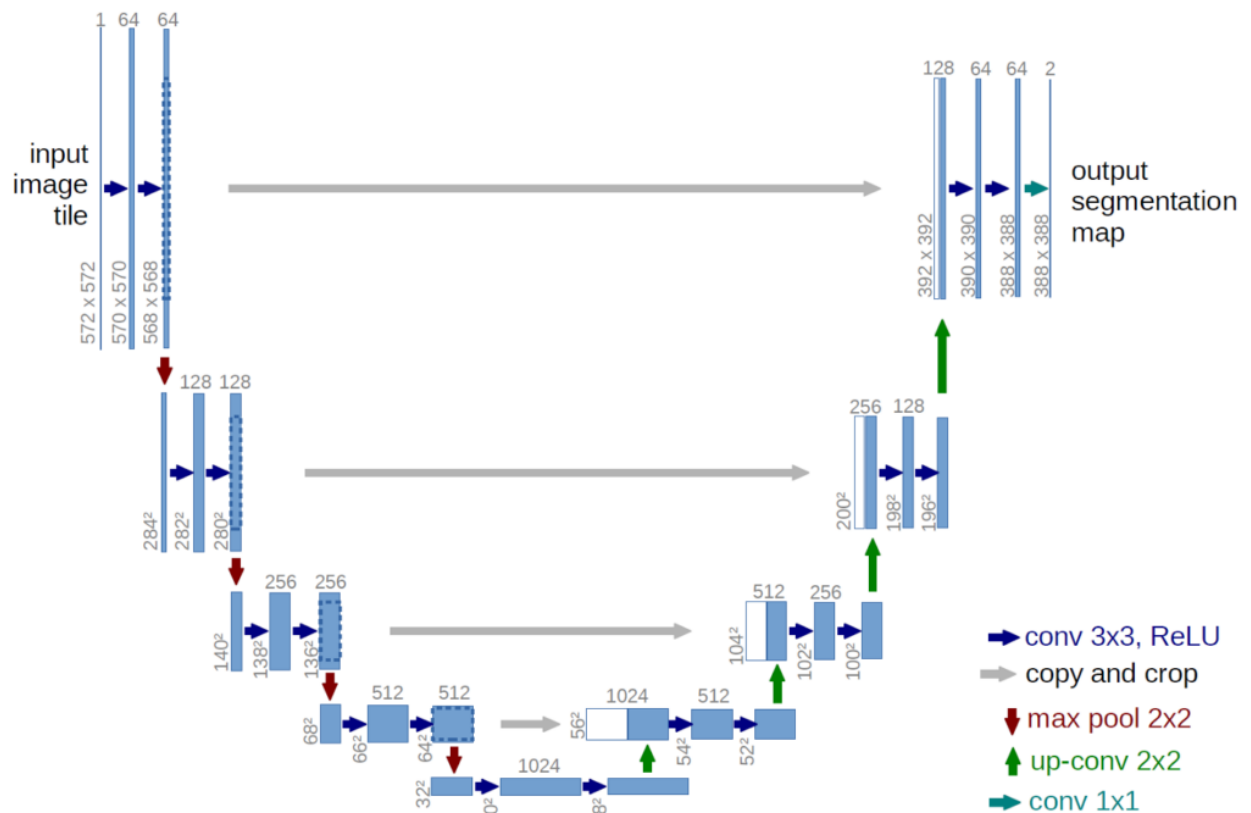 1 64 64
input
image
tile
572 x 572
570 x 570
568 x 568
128 64 64 2
output
segmentation
map
392 x 392
390 x 390
388 x 388
388 x 388
128 128
284²
282²
280²
256 128
200²
198²
196²
256 256
140²
138²
136²
512 256
104²
102²
100²
512 512
68²
66²
64²
1024 512
56²
54²
52²
1024
32²
0²
8²
conv 3x3, ReLU
copy and crop
max pool 2x2
up-conv 2x2
conv 1x1